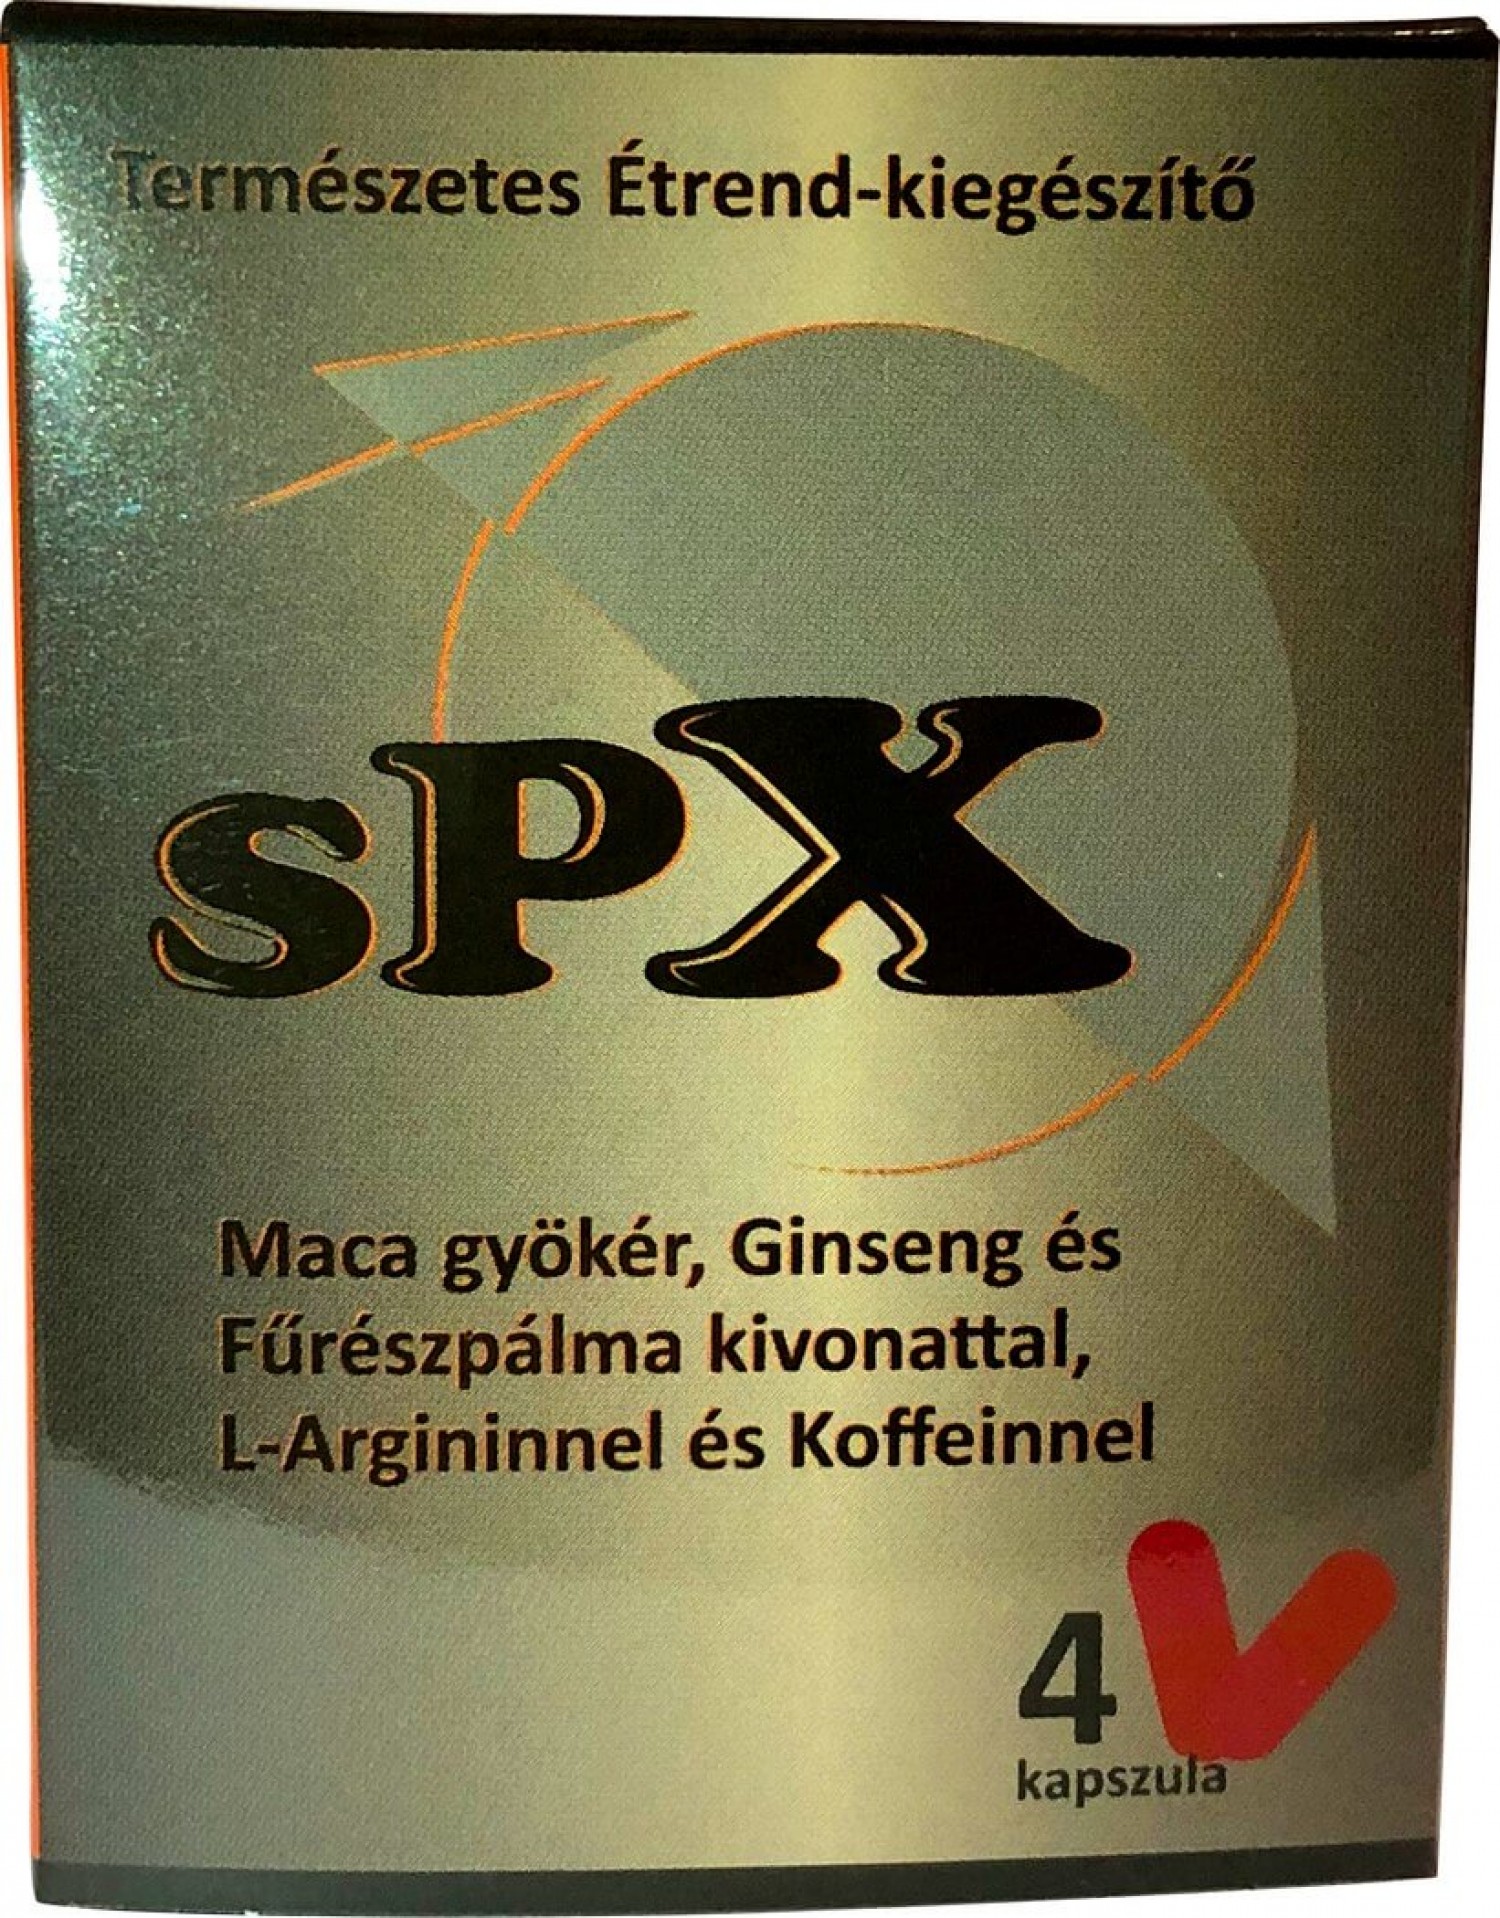 Természetes Étrend-kiegészítő
sPX
Maca gyökér, Ginseng és
Fűrészpálma kivonattal,
L-Argininnel és Koffeinnel
4
kapszula